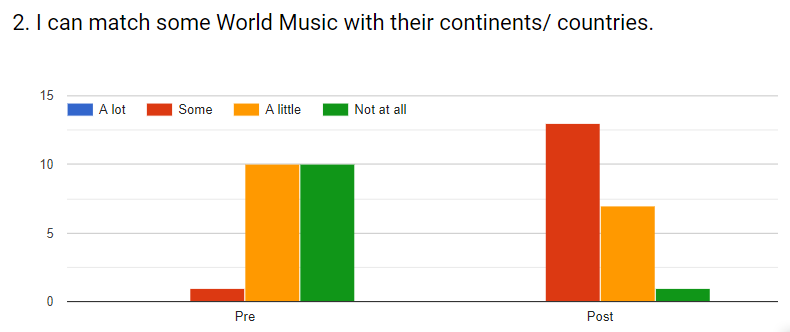 2. I can match some World Music with their continents/ countries.
15
A lot Some A little Not at all
10
5
0
Pre Post